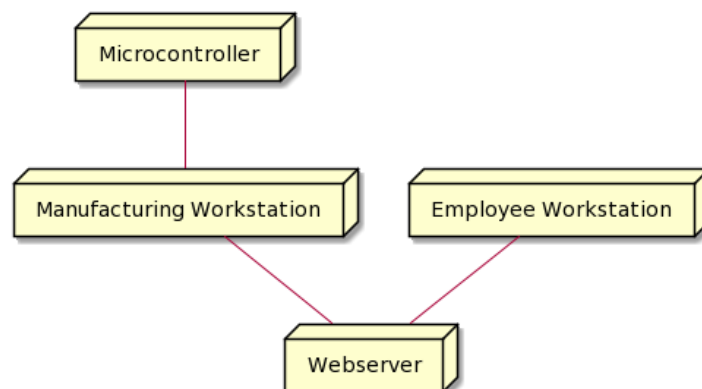 Microcontroller
Manufacturing Workstation
Employee Workstation
Webserver